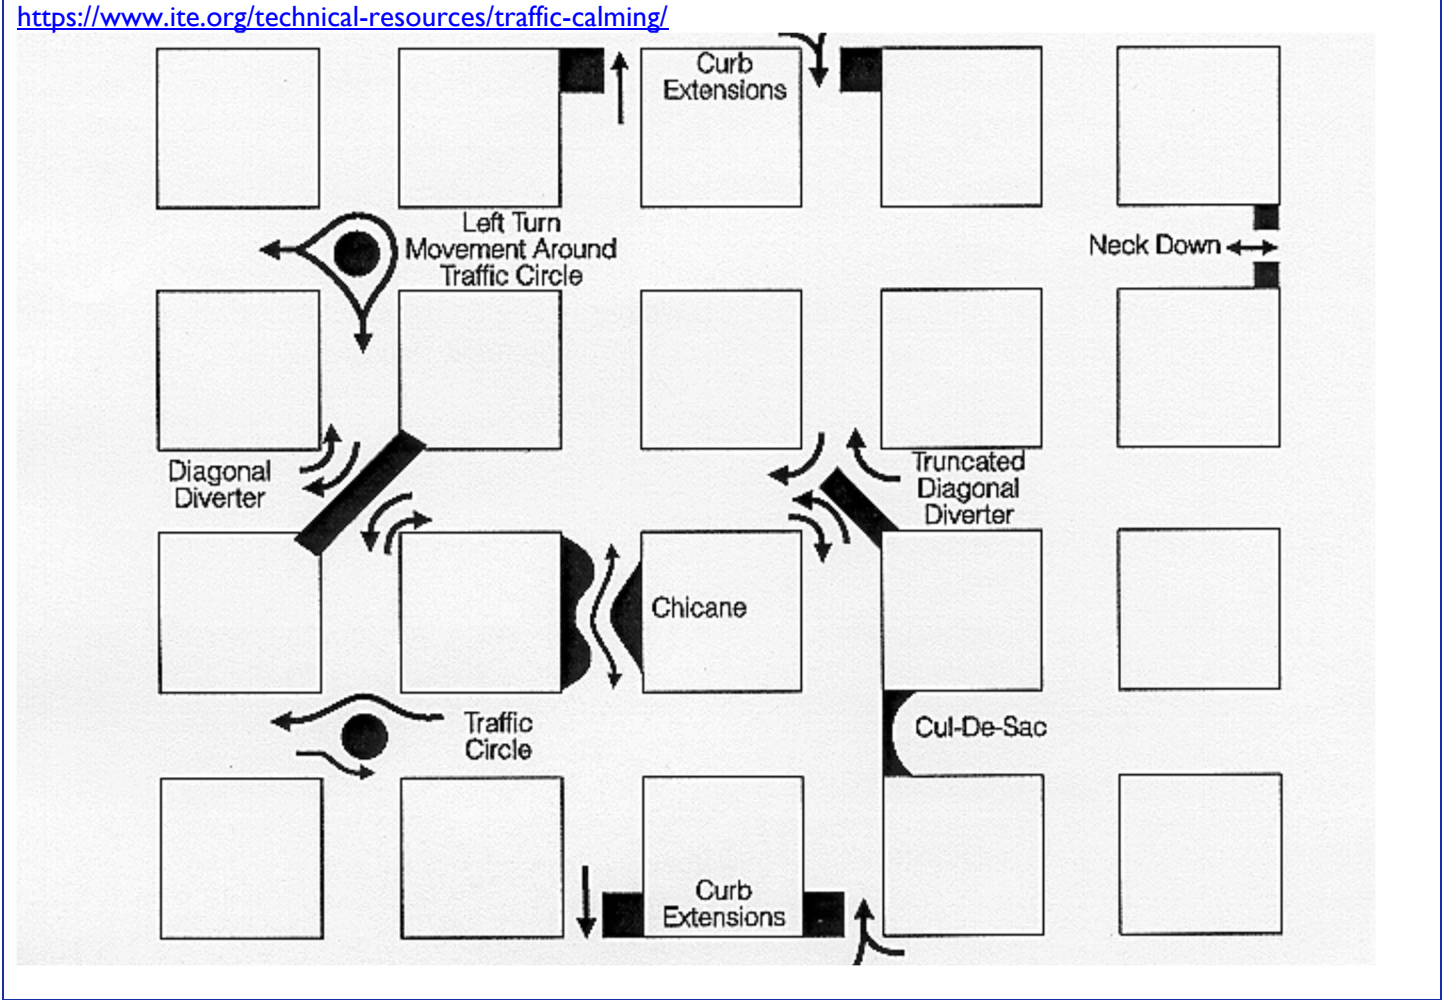 https://www.ite.org/technical-resources/traffic-calming/
Curb
Extensions
Left Turn
Movement Around
Traffic Circle
Neck Down
Diagonal
Diverter
Truncated
Diagonal
Diverter
Chicane
Traffic
Circle
Cul-De-Sac
Curb
Extensions